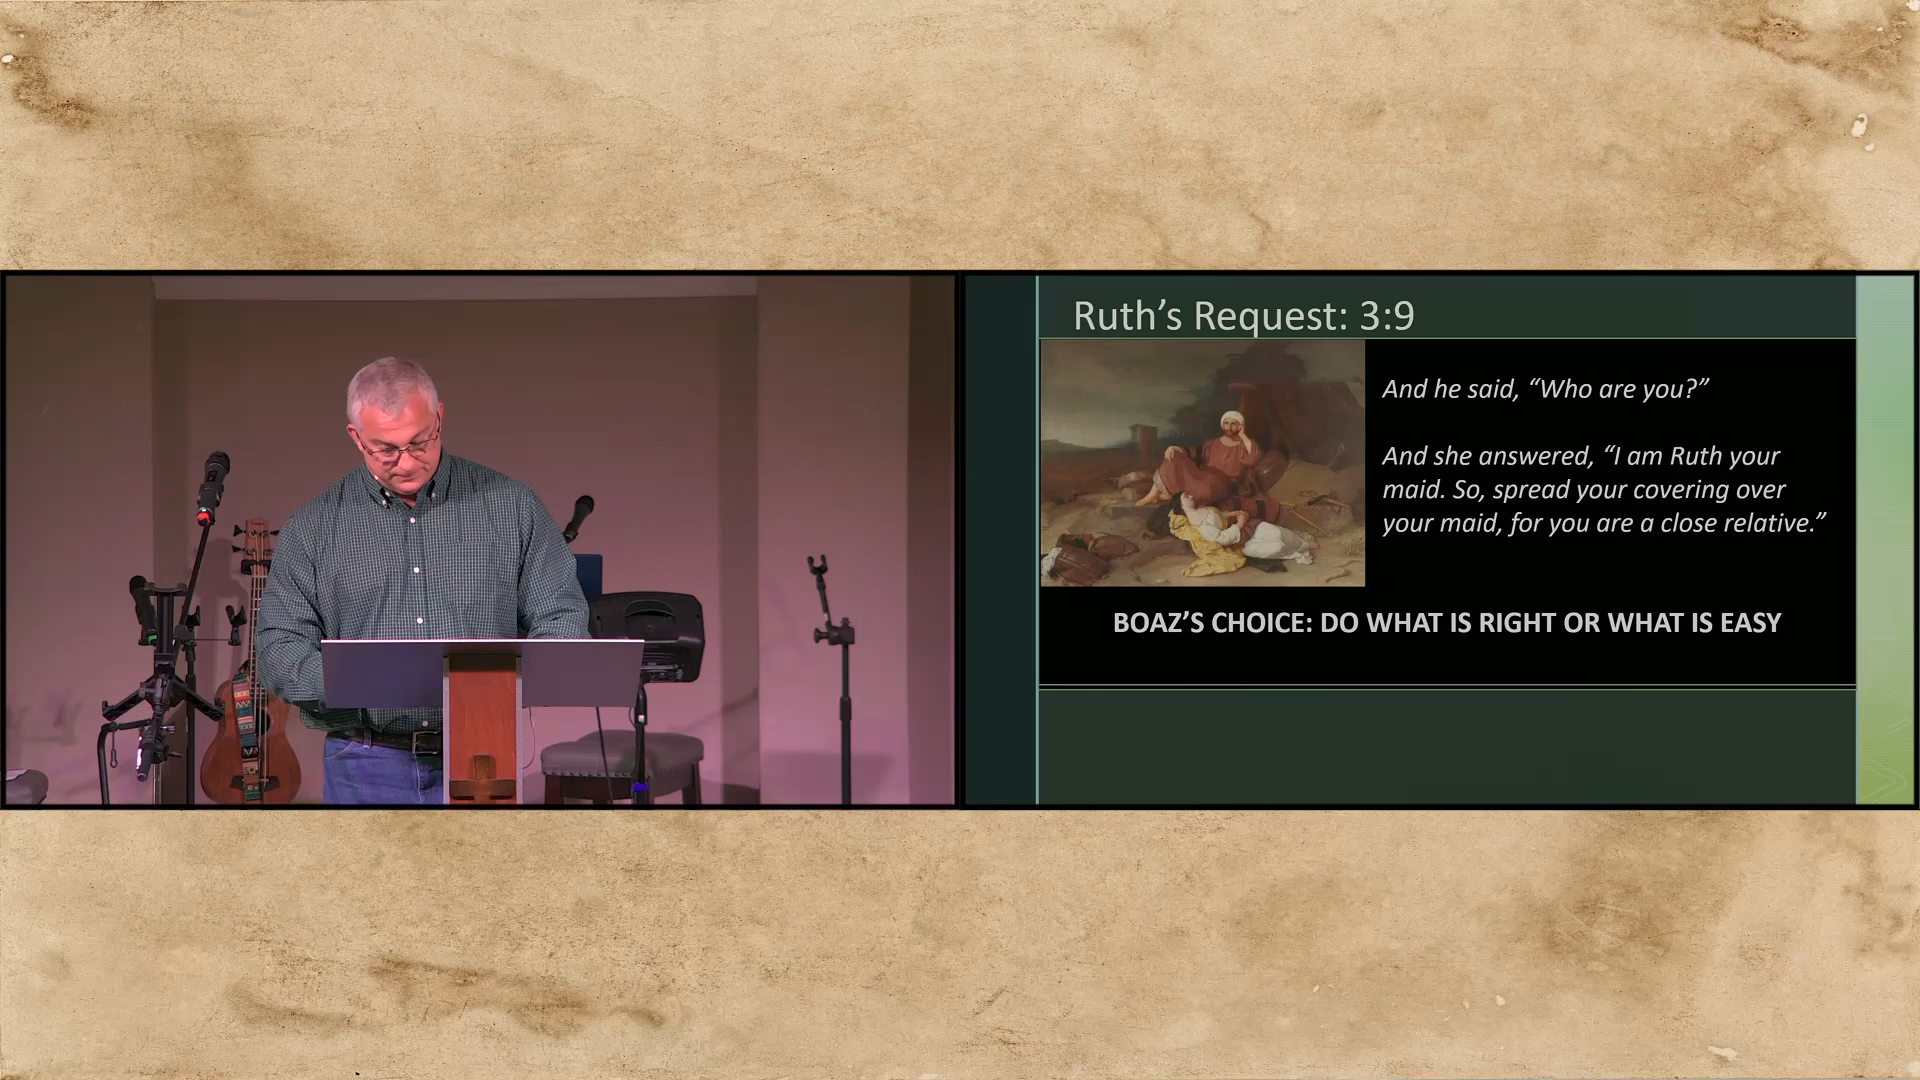 Ruth’s Request: 3:9
And he said, “Who are you?”
And she answered, “I am Ruth your
maid. So, spread your covering over
your maid, for you are a close relative.”
BOAZ’S CHOICE: DO WHAT IS RIGHT OR WHAT IS EASY